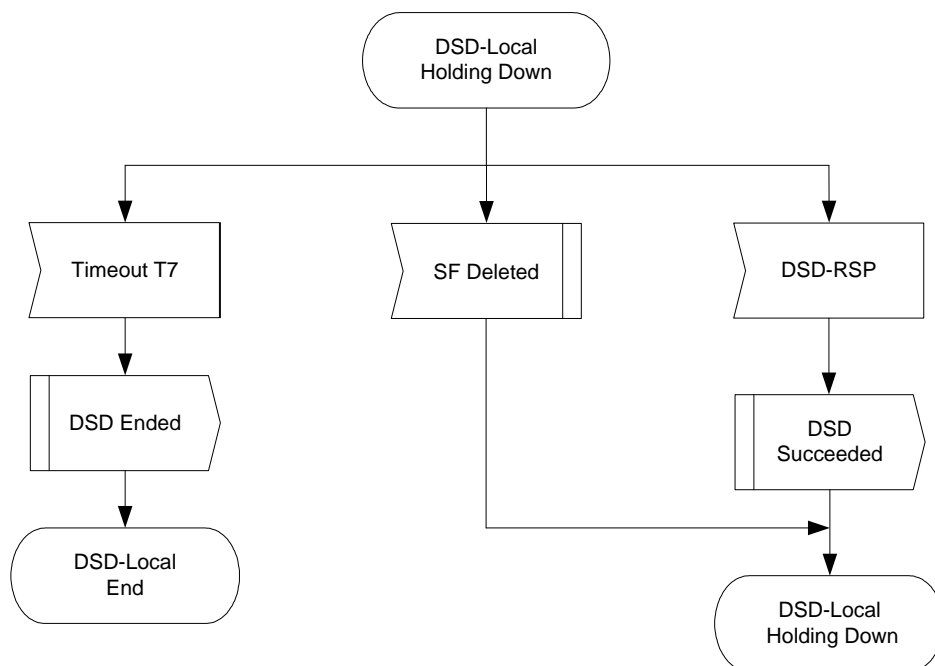 DSD-Local
Holding Down
Timeout T7
SF Deleted
DSD-RSP
DSD Ended
DSD
Succeeded
DSD-Local
End
DSD-Local
Holding Down